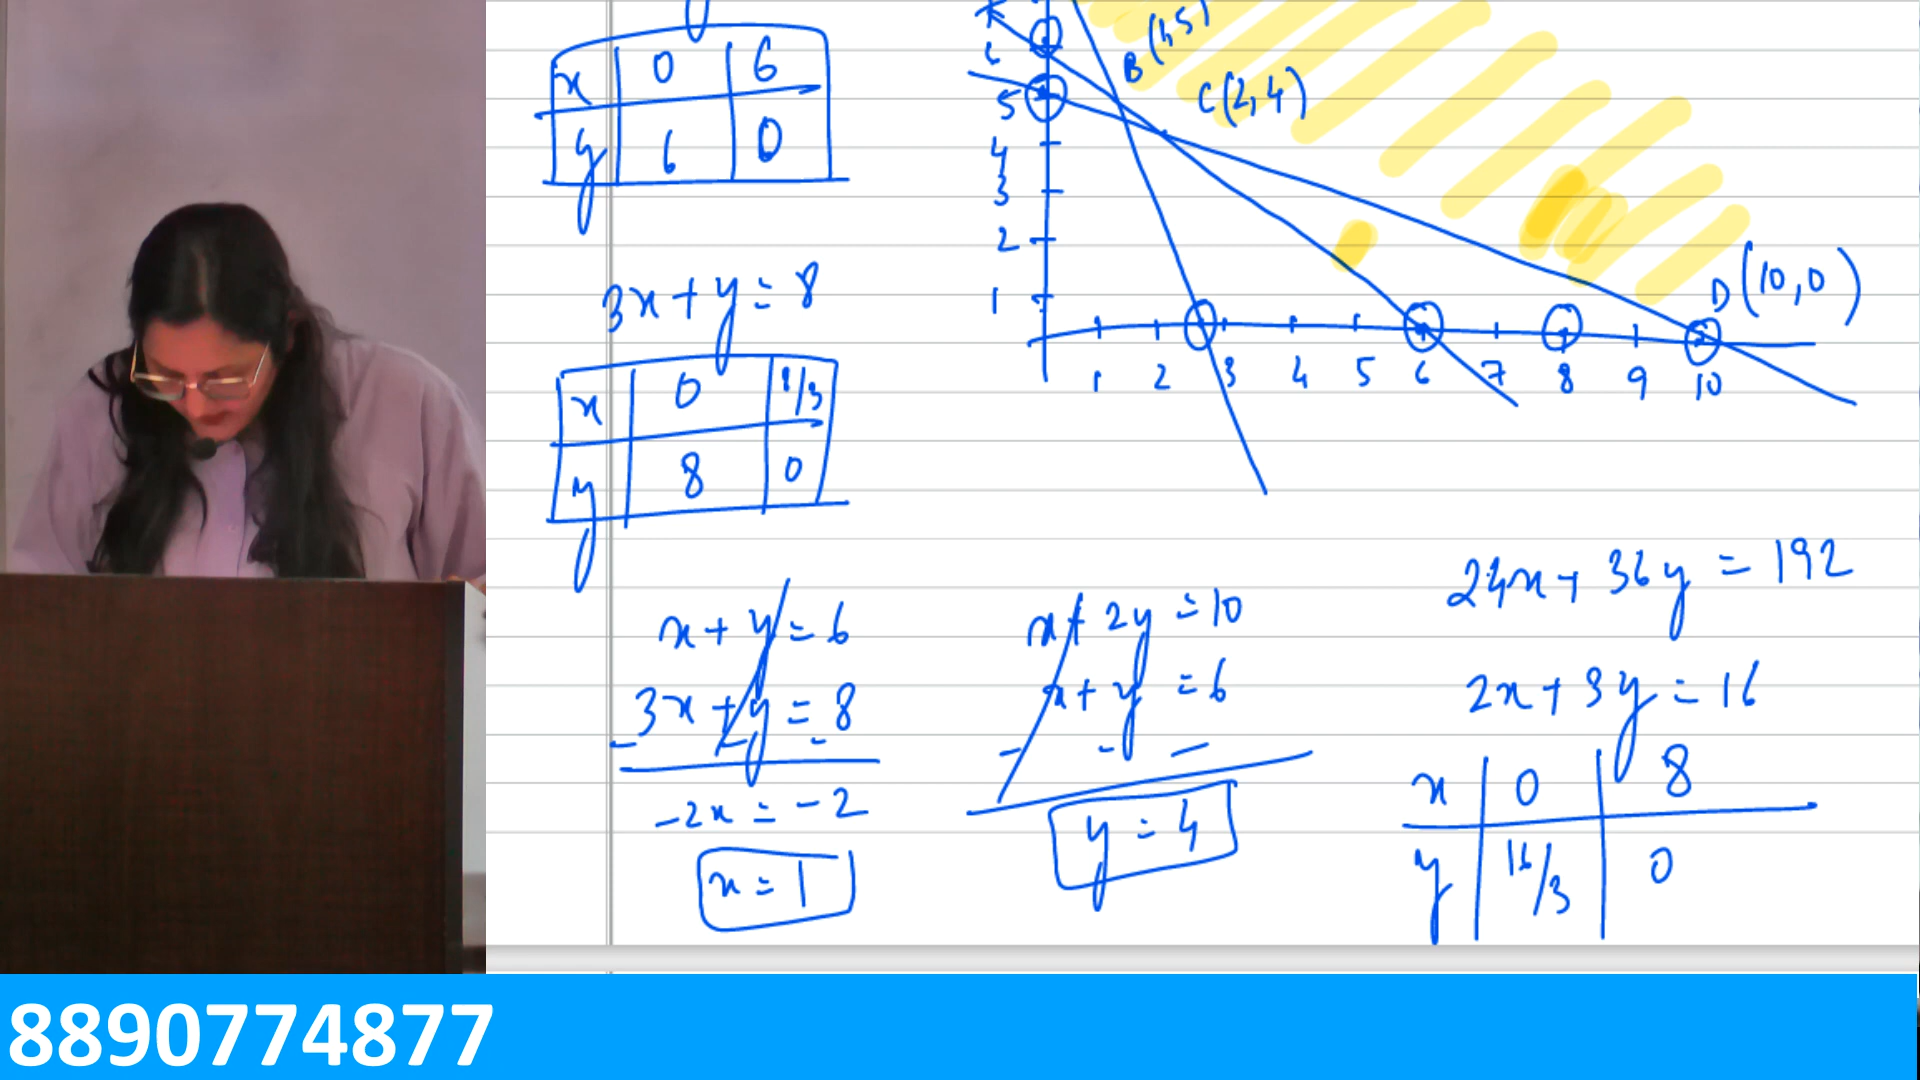 x 0 6
y 6 0
3x + y = 8
x 0 8/3
y 8 0
6
5
4
3
2
1
B(1,5)
C(2,4)
D(10,0)
1 2 3 4 5 6 7 8 9 10
x + y = 6
3x + y = 8
- - -
-2x = -2
x = 1
x + 2y = 10
x + y = 6
- - -
y = 4
24x + 36y = 192
2x + 3y = 16
x 0 8
y 16/3 0
8890774877